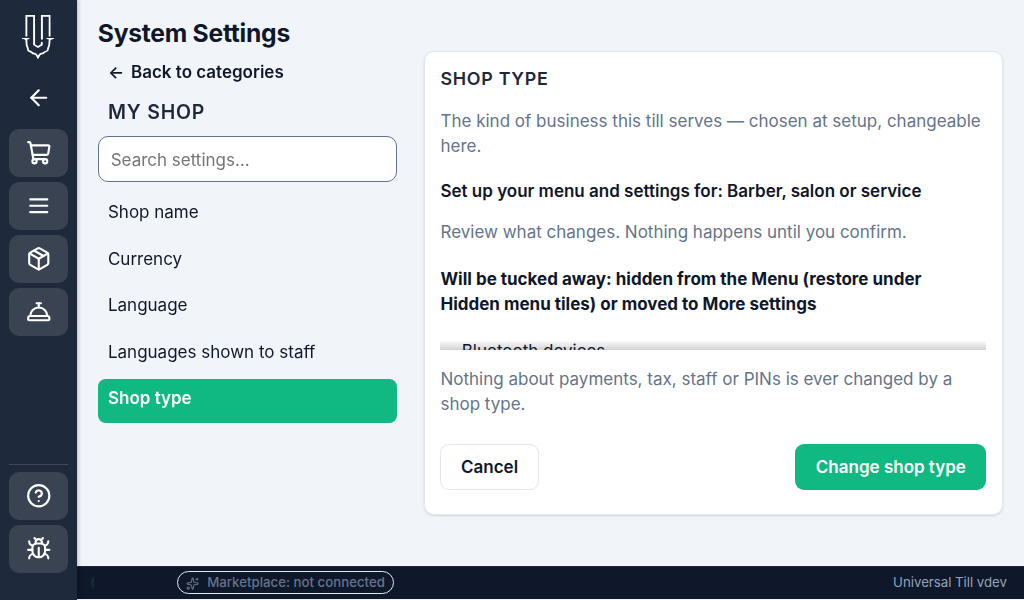 System Settings
Back to categories
MY SHOP
Search settings...
Shop name
Currency
Language
Languages shown to staff
Shop type
SHOP TYPE
The kind of business this till serves — chosen at setup, changeable
here.
Set up your menu and settings for: Barber, salon or service
Review what changes. Nothing happens until you confirm.
Will be tucked away: hidden from the Menu (restore under
Hidden menu tiles) or moved to More settings
Bluetooth devices
Nothing about payments, tax, staff or PINs is ever changed by a
shop type.
Cancel
Change shop type
Marketplace: not connected
Universal Till vdev